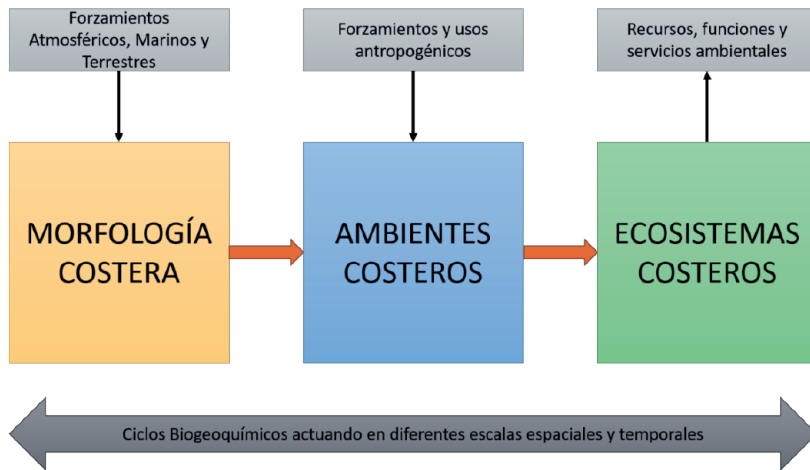 Forzamientos
Atmosféricos, Marinos y
Terrestres
Forzamientos y usos
antropogénicos
Recursos, funciones y
servicios ambientales
MORFOLOGÍA
COSTERA
AMBIENTES
COSTEROS
ECOSISTEMAS
COSTEROS
Ciclos Biogeoquímicos actuando en diferentes escalas espaciales y temporales